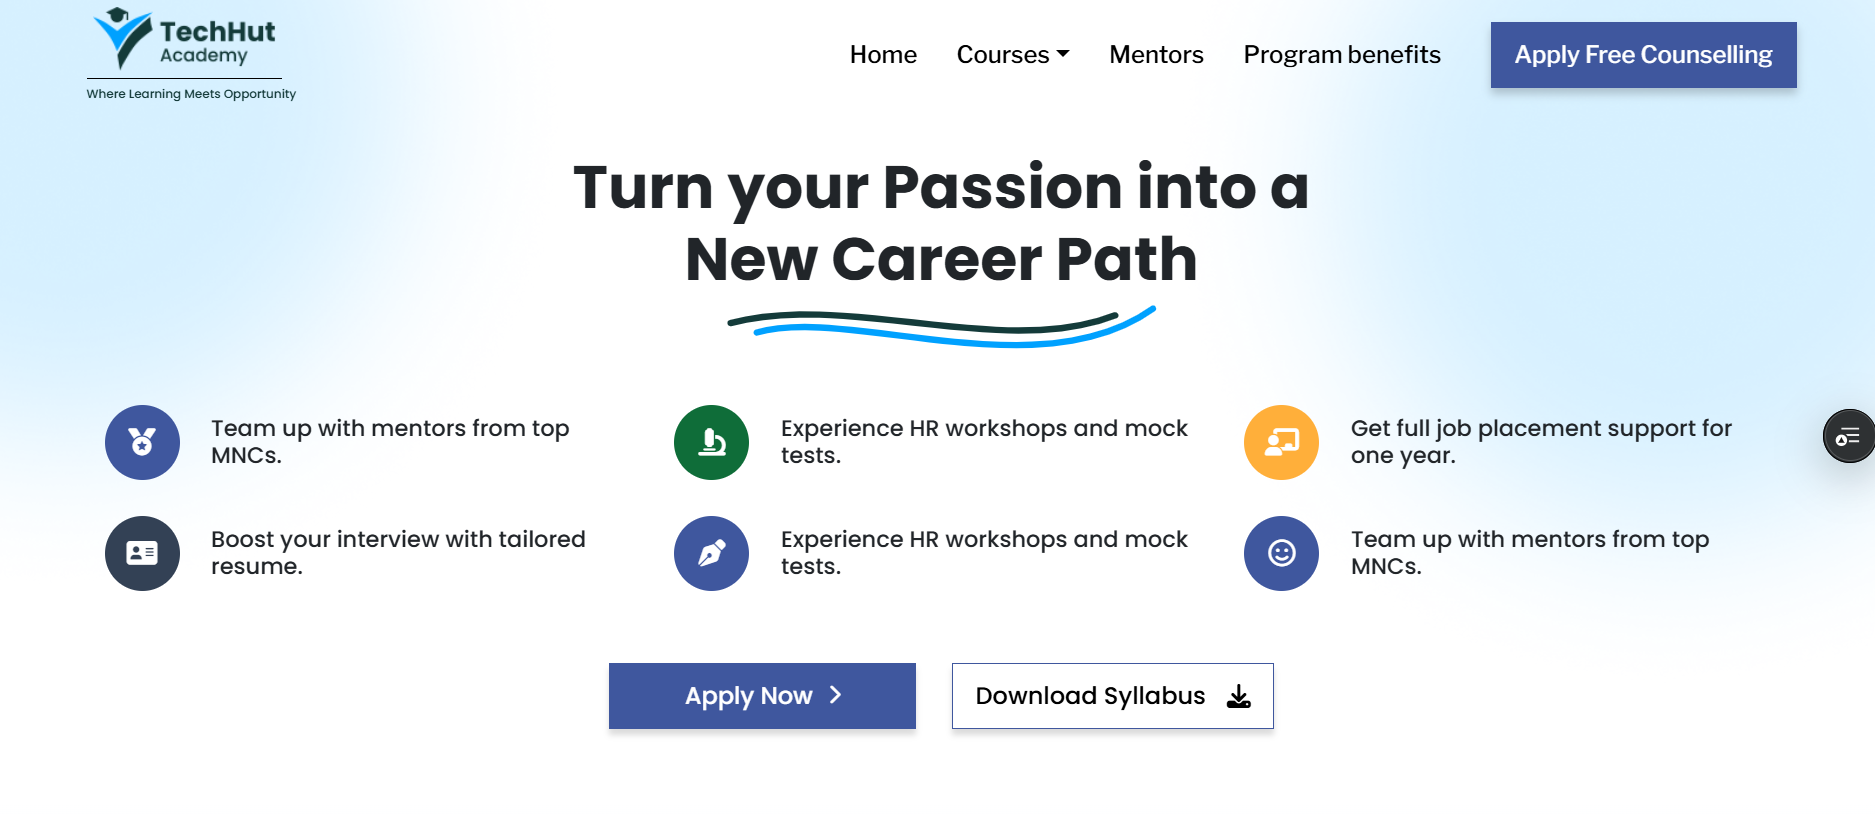 TechHut
Academy
Where Learning Meets Opportunity
Home
Courses
Mentors
Program benefits
Apply Free Counselling
Turn your Passion into a
New Career Path
Team up with mentors from top
MNCs.
Experience HR workshops and mock
tests.
Get full job placement support for
one year.
Boost your interview with tailored
resume.
Experience HR workshops and mock
tests.
Team up with mentors from top
MNCs.
Apply Now
Download Syllabus